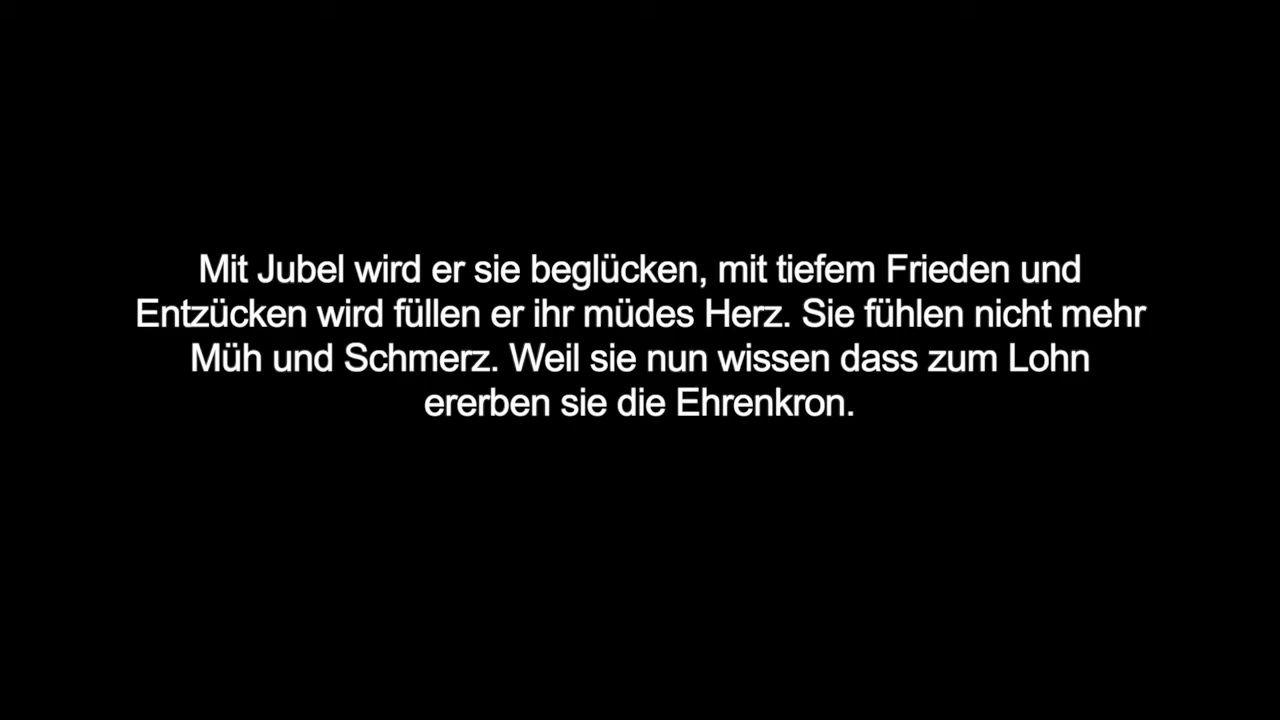 Mit Jubel wird er sie beglücken, mit tiefem Frieden und
Entzücken wird füllen er ihr müdes Herz. Sie fühlen nicht mehr
Müh und Schmerz. Weil sie nun wissen dass zum Lohn
ererben sie die Ehrenkron.